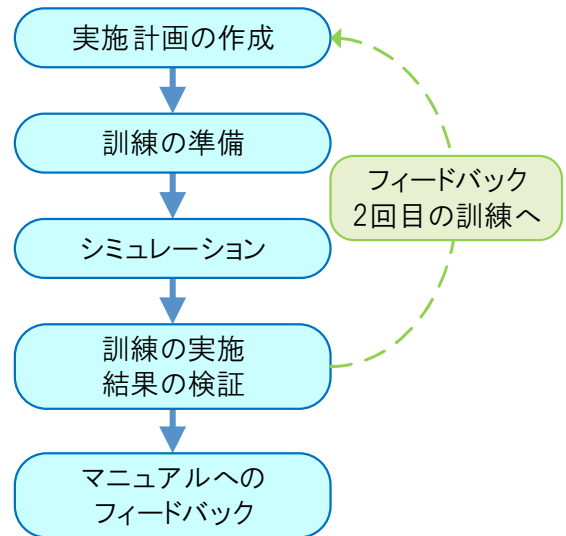 実施計画の作成
訓練の準備
フィードバック
2回目の訓練へ
シミュレーション
訓練の実施
結果の検証
マニュアルへの
フィードバック